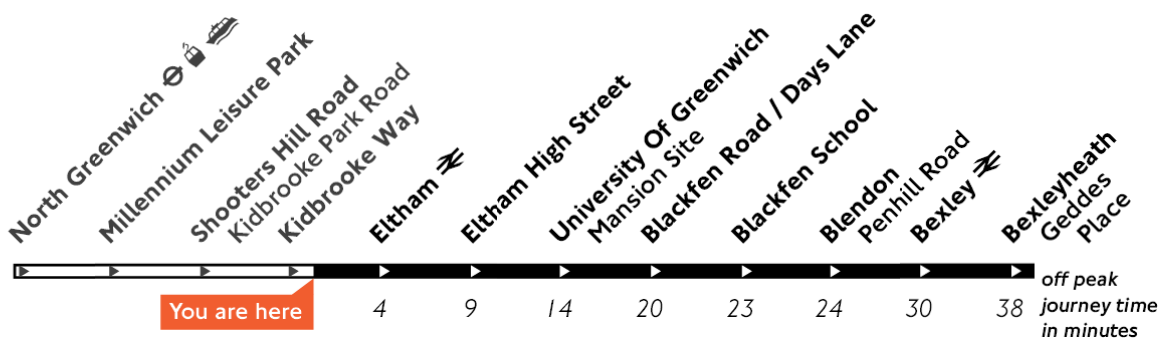 North Greenwich
Millennium Leisure Park
Shooters Hill Road
Kidbrooke Park Road
Kidbrooke Way
Eltham
Eltham High Street
University Of Greenwich
Mansion Site
Blackfen Road / Days Lane
Blackfen School
Blendon
Penhill Road
Bexley
Bexleyheath
Geddes
Place
You are here
4
9
14
20
23
24
30
38
off peak
journey time
in minutes